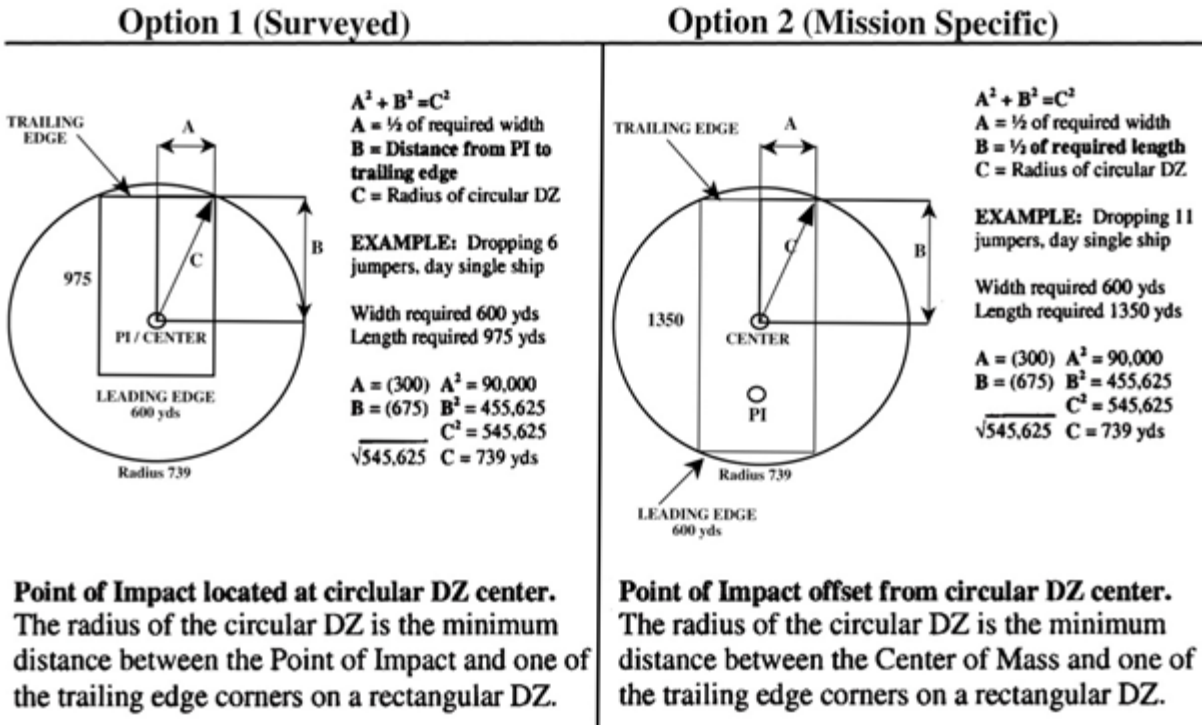 Option 1 (Surveyed)
TRAILING
EDGE
A
A² + B² =C²
A = ½ of required width
B = Distance from PI to
trailing edge
C = Radius of circular DZ
EXAMPLE: Dropping 6
jumpers, day single ship
Width required 600 yds
Length required 975 yds
A = (300) A² = 90,000
B = (675) B² = 455,625
C² = 545,625
√545,625 C = 739 yds
B
C
975
PI / CENTER
LEADING EDGE
600 yds
Radius 739
Point of Impact located at circlular DZ center.
The radius of the circular DZ is the minimum
distance between the Point of Impact and one of
the trailing edge corners on a rectangular DZ.
Option 2 (Mission Specific)
TRAILING EDGE
A
A² + B² =C²
A = ½ of required width
B = ½ of required length
C = Radius of circular DZ
EXAMPLE: Dropping 11
jumpers, day single ship
Width required 600 yds
Length required 1350 yds
A = (300) A² = 90,000
B = (675) B² = 455,625
C² = 545,625
√545,625 C = 739 yds
B
C
1350
CENTER
PI
Radius 739
LEADING EDGE
600 yds
Point of Impact offset from circular DZ center.
The radius of the circular DZ is the minimum
distance between the Center of Mass and one of
the trailing edge corners on a rectangular DZ.